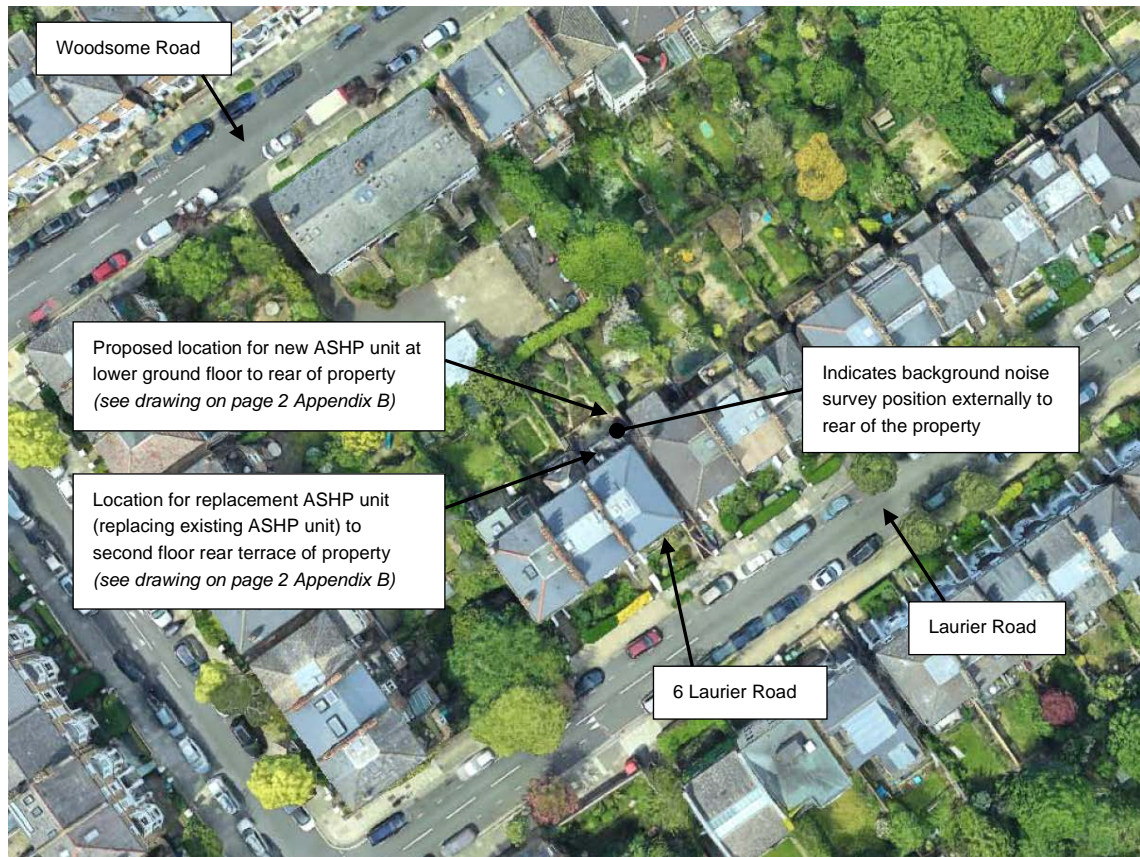 Woodsome Road
Proposed location for new ASHP unit at
lower ground floor to rear of property
(see drawing on page 2 Appendix B)
Indicates background noise
survey position externally to
rear of the property
Location for replacement ASHP unit
(replacing existing ASHP unit) to
second floor rear terrace of property
(see drawing on page 2 Appendix B)
Laurier Road
6 Laurier Road